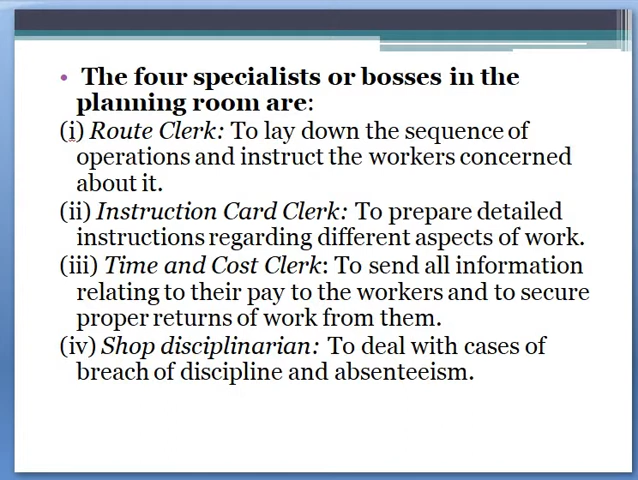 • The four specialists or bosses in the
planning room are:
(i) Route Clerk: To lay down the sequence of
operations and instruct the workers concerned
about it.
(ii) Instruction Card Clerk: To prepare detailed
instructions regarding different aspects of work.
(iii) Time and Cost Clerk: To send all information
relating to their pay to the workers and to secure
proper returns of work from them.
(iv) Shop disciplinarian: To deal with cases of
breach of discipline and absenteeism.